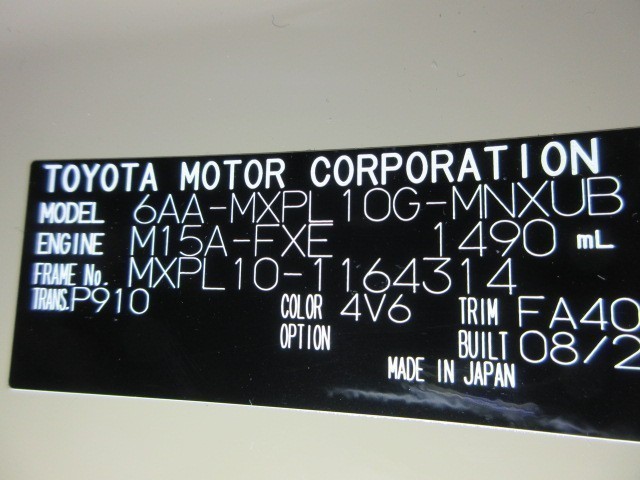 TOYOTA MOTOR CORPORATION
MODEL 6AA-MXPL10G-MNXUB
ENGINE M15A-FXE 1490 mL
FRAME No. MXPL10-1164314
TRANS. P910 COLOR 4V6 TRIM FA40
OPTION BUILT 08/2
MADE IN JAPAN